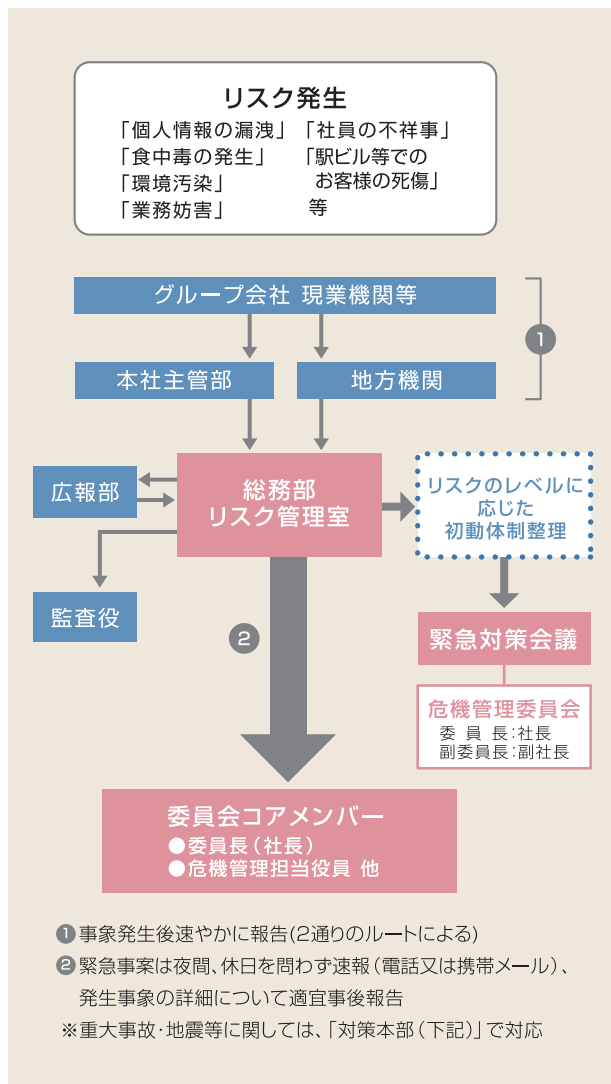 リスク発生
「個人情報の漏洩」
「食中毒の発生」
「環境汚染」
「業務妨害」
「社員の不祥事」
「駅ビル等での
お客様の死傷」
等
グループ会社 現業機関等
1
本社主管部
地方機関
広報部
総務部
リスク管理室
リスクのレベルに
応じた
初動体制整理
監査役
2
緊急対策会議
危機管理委員会
委員長:社長
副委員長:副社長
委員会コアメンバー
●委員長(社長)
●危機管理担当役員 他
1 事象発生後速やかに報告(2通りのルートによる)
2 緊急事案は夜間、休日を問わず速報(電話又は携帯メール)、
発生事象の詳細について適宜事後報告
※重大事故・地震等に関しては、「対策本部(下記)」で対応